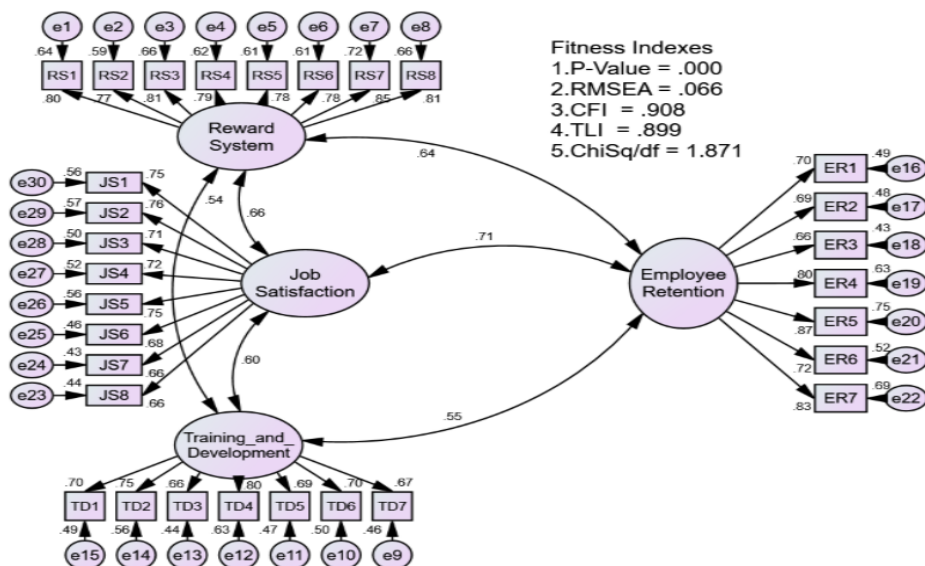 e1 e2 e3 e4 e5 e6 e7 e8
.64 .59 .66 .62 .61 .61 .72 .66
RS1 RS2 RS3 RS4 RS5 RS6 RS7 RS8
.80 .77 .81 .79 .78 .78 .85 .81
Reward
System
Fitness Indexes
1.P-Value = .000
2.RMSEA = .066
3.CFI = .908
4.TLI = .899
5.ChiSq/df = 1.871
.64
.54
.66
.71
.60
.55
e30 .56 JS1 .75
e29 .57 JS2 .76
e28 .50 JS3 .71
e27 .52 JS4 .72
e26 .56 JS5 .75
e25 .46 JS6 .68
e24 .43 JS7 .66
e23 .44 JS8 .66
Job
Satisfaction
Employee
Retention
.70 ER1 .49 e16
.69 ER2 .48 e17
.66 ER3 .43 e18
.80 ER4 .63 e19
.87 ER5 .75 e20
.72 ER6 .52 e21
.83 ER7 .69 e22
Training_and_
Development
.70 .75 .66 .80 .69 .70 .67
TD1 TD2 TD3 TD4 TD5 TD6 TD7
.49 .56 .44 .63 .47 .50 .46
e15 e14 e13 e12 e11 e10 e9